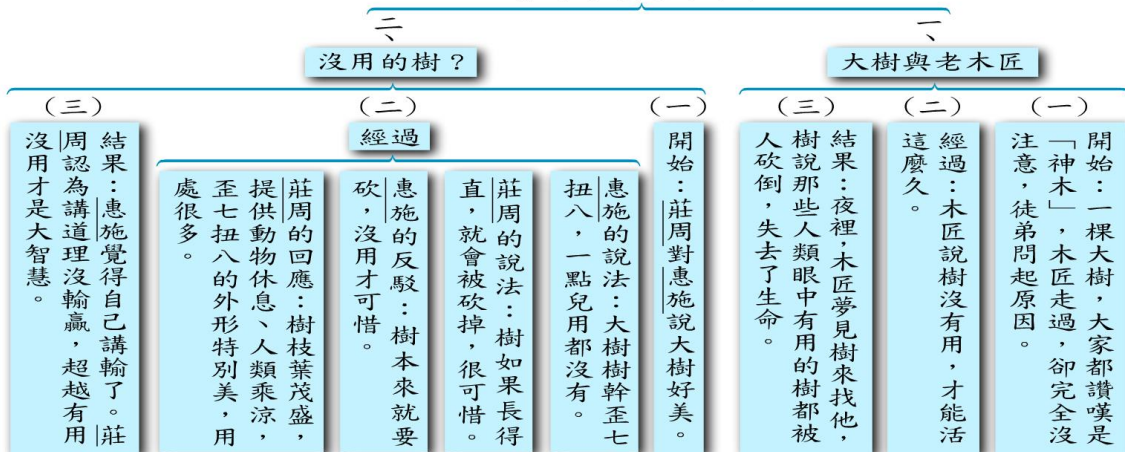 一、
大樹與老木匠
(一)
開始：一棵大樹，大家都讚嘆是
「神木」，木匠走過，卻完全沒
注意，徒弟問起原因。
(二)
經過：木匠說樹沒有用，才能活
這麼久。
(三)
結果：夜裡，木匠夢見樹來找他，
樹說那些人類眼中有用的樹都被
人砍倒，失去了生命。
二、
沒用的樹？
(一)
開始：莊周對惠施說大樹好美。
(二)
經過
惠施的說法：大樹樹幹歪七
扭八，一點兒用都沒有。
莊周的說法：樹如果長得
直，就會被砍掉，很可惜。
惠施的反駁：樹本來就要
砍，沒用才可惜。
莊周的回應：樹枝葉茂盛，
提供動物休息、人類乘涼，
歪七扭八的外形特別美，用
處很多。
(三)
結果：惠施覺得自己講輸了。莊
周認為講道理沒輸贏，超越有用
沒用才是大智慧。